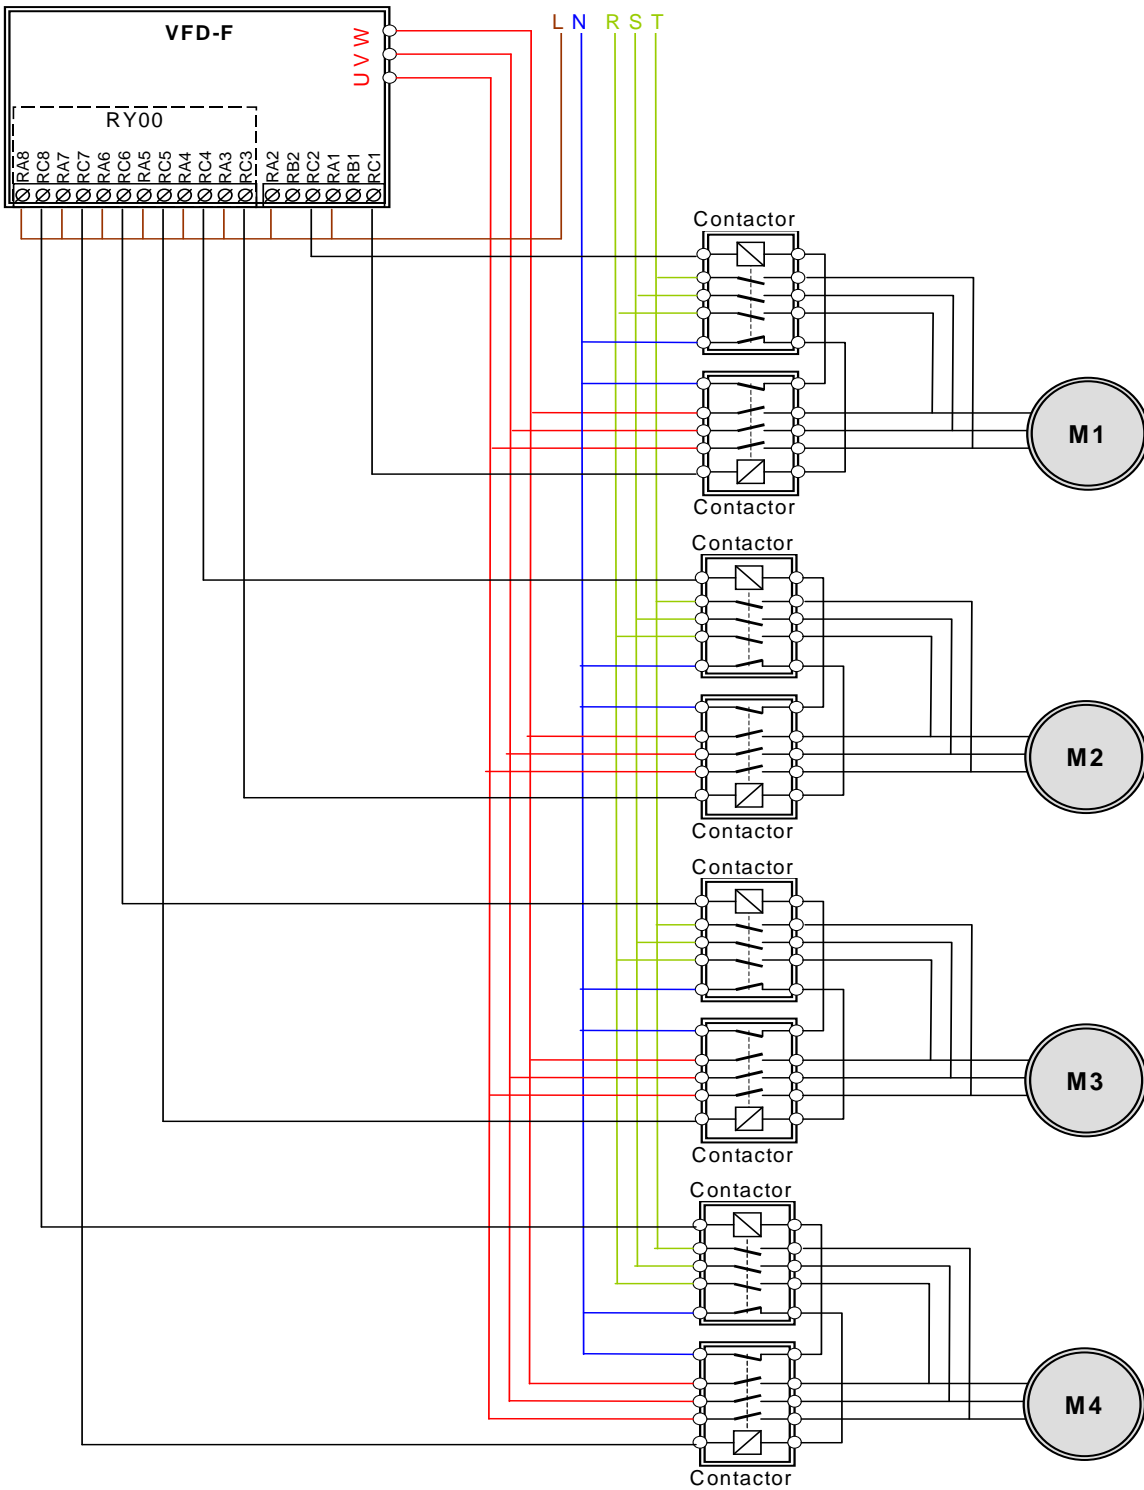 VFD-F
U V W
L N R S T
RY00
RA8 RC8 RA7 RC7 RA6 RC6 RA5 RC5 RA4 RC4 RA3 RC3 RA2 RB2 RC2 RA1 RB1 RC1
Contactor
M1
Contactor
Contactor
M2
Contactor
Contactor
M3
Contactor
Contactor
M4
Contactor